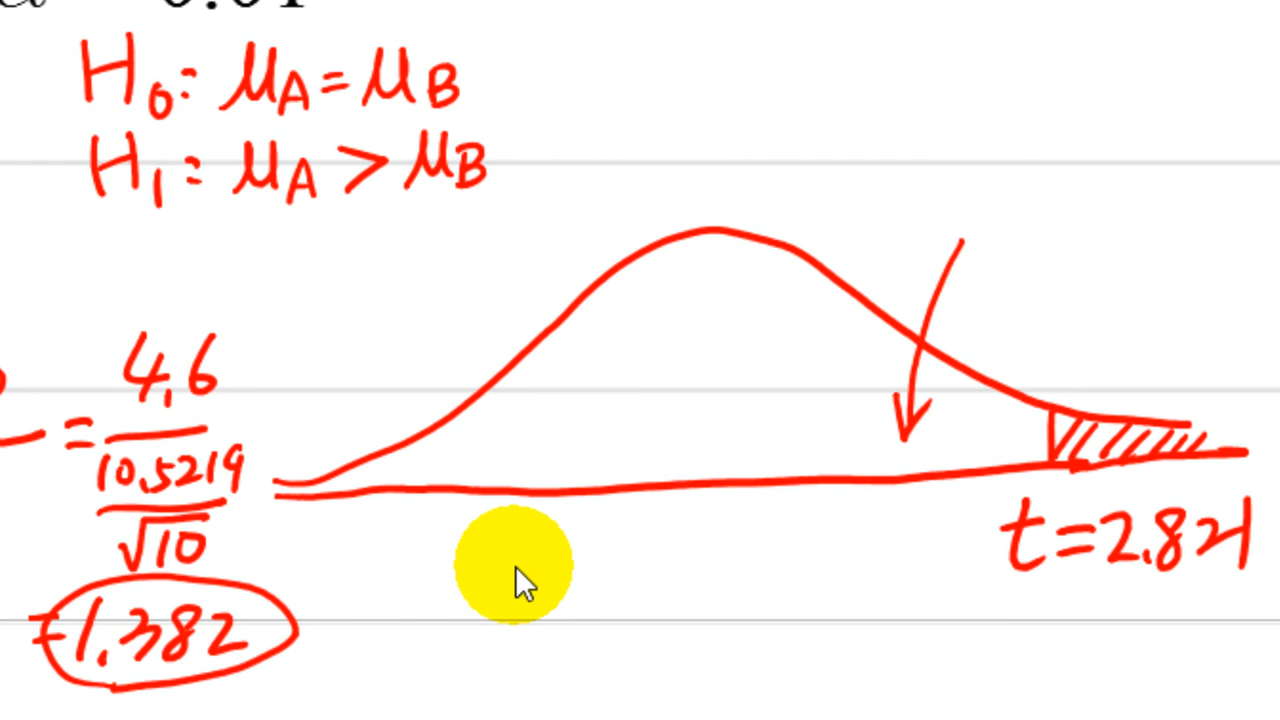 H₀: μA = μB
H₁: μA > μB
= 4.6 / (10.5219 / √10)
= 1.382
t=2.821